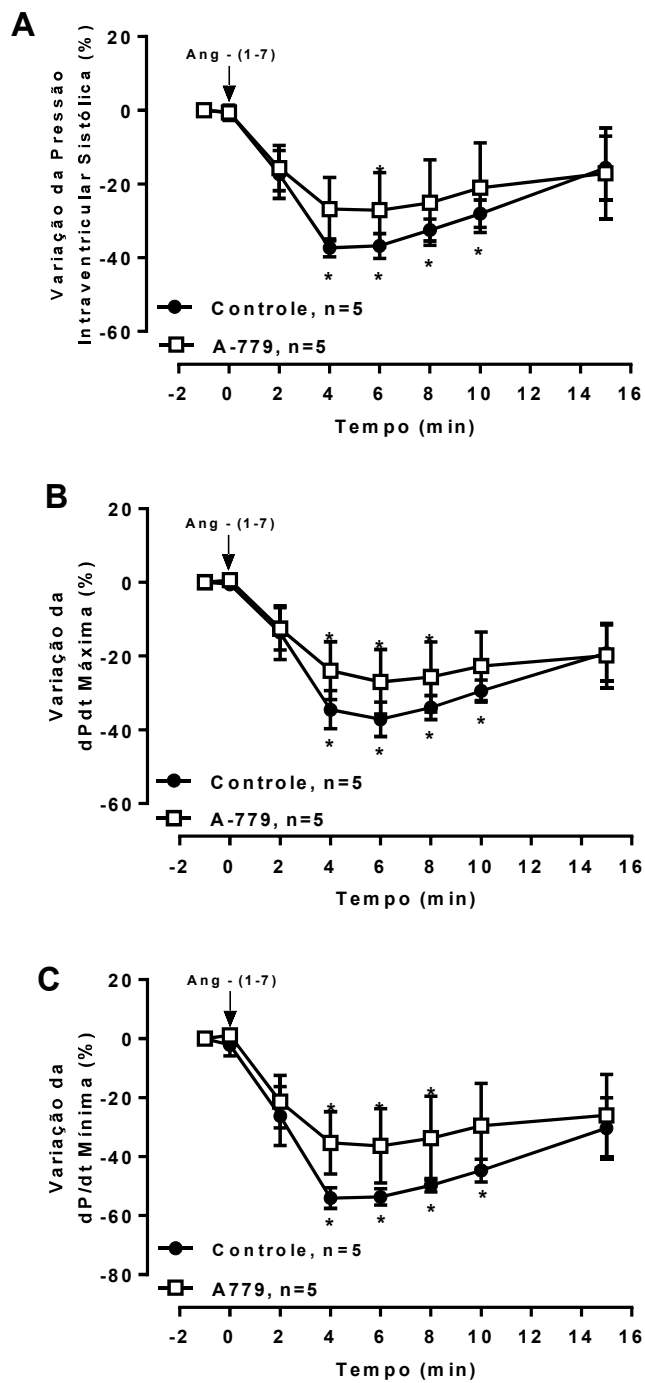 A
Variação da Pressão
Intraventricular Sistólica (%)
20
0
-20
-40
-60
Ang - (1-7)
*
* * * *
Controle, n=5
A-779, n=5
-2 0 2 4 6 8 10 12 14 16
Tempo (min)
B
Variação da
dPdt Máxima (%)
20
0
-20
-40
-60
Ang - (1-7)
* * *
* * * *
Controle, n=5
A-779, n=5
-2 0 2 4 6 8 10 12 14 16
Tempo (min)
C
Variação da
dP/dt Mínima (%)
20
0
-20
-40
-60
-80
Ang - (1-7)
* * *
* * * *
Controle, n=5
A779, n=5
-2 0 2 4 6 8 10 12 14 16
Tempo (min)